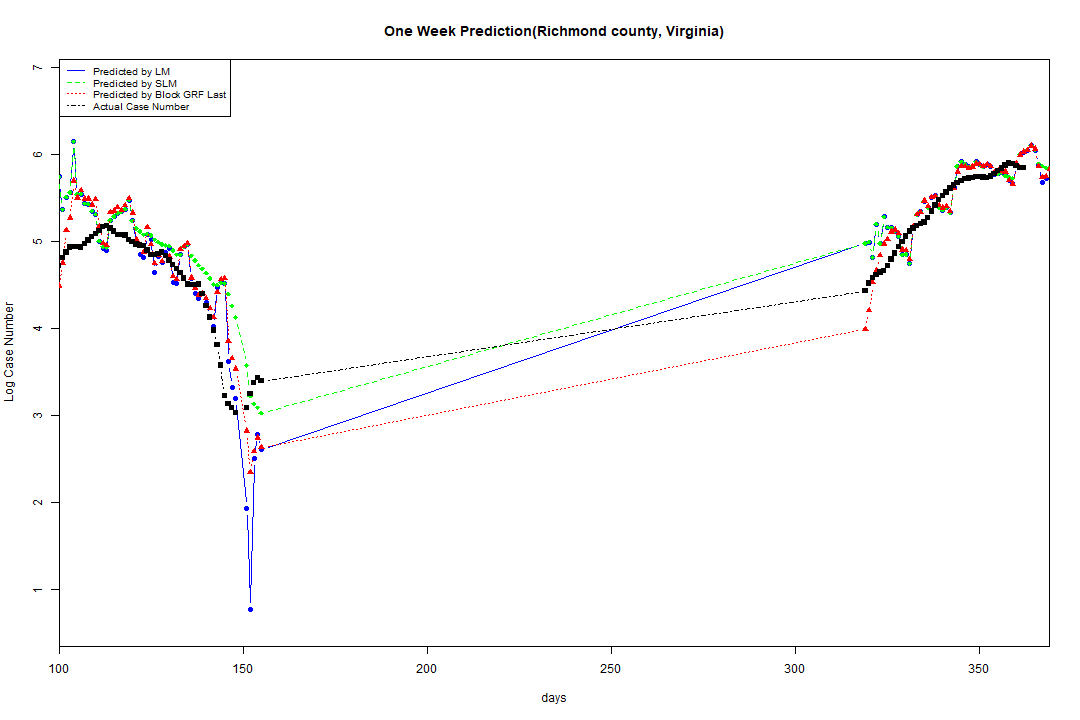 One Week Prediction(Richmond county, Virginia)
Predicted by LM
Predicted by SLM
Predicted by Block GRF Last
Actual Case Number
7
6
5
4
3
2
1
Log Case Number
100 150 200 250 300 350
days